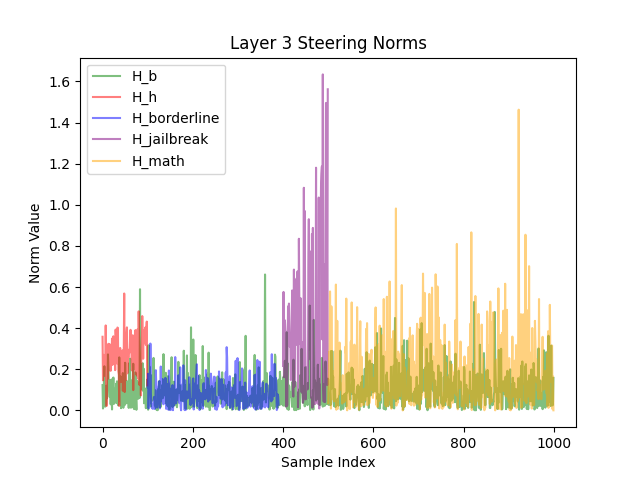 Layer 3 Steering Norms
H_b
H_h
H_borderline
H_jailbreak
H_math
Norm Value
1.6
1.4
1.2
1.0
0.8
0.6
0.4
0.2
0.0
0 200 400 600 800 1000
Sample Index